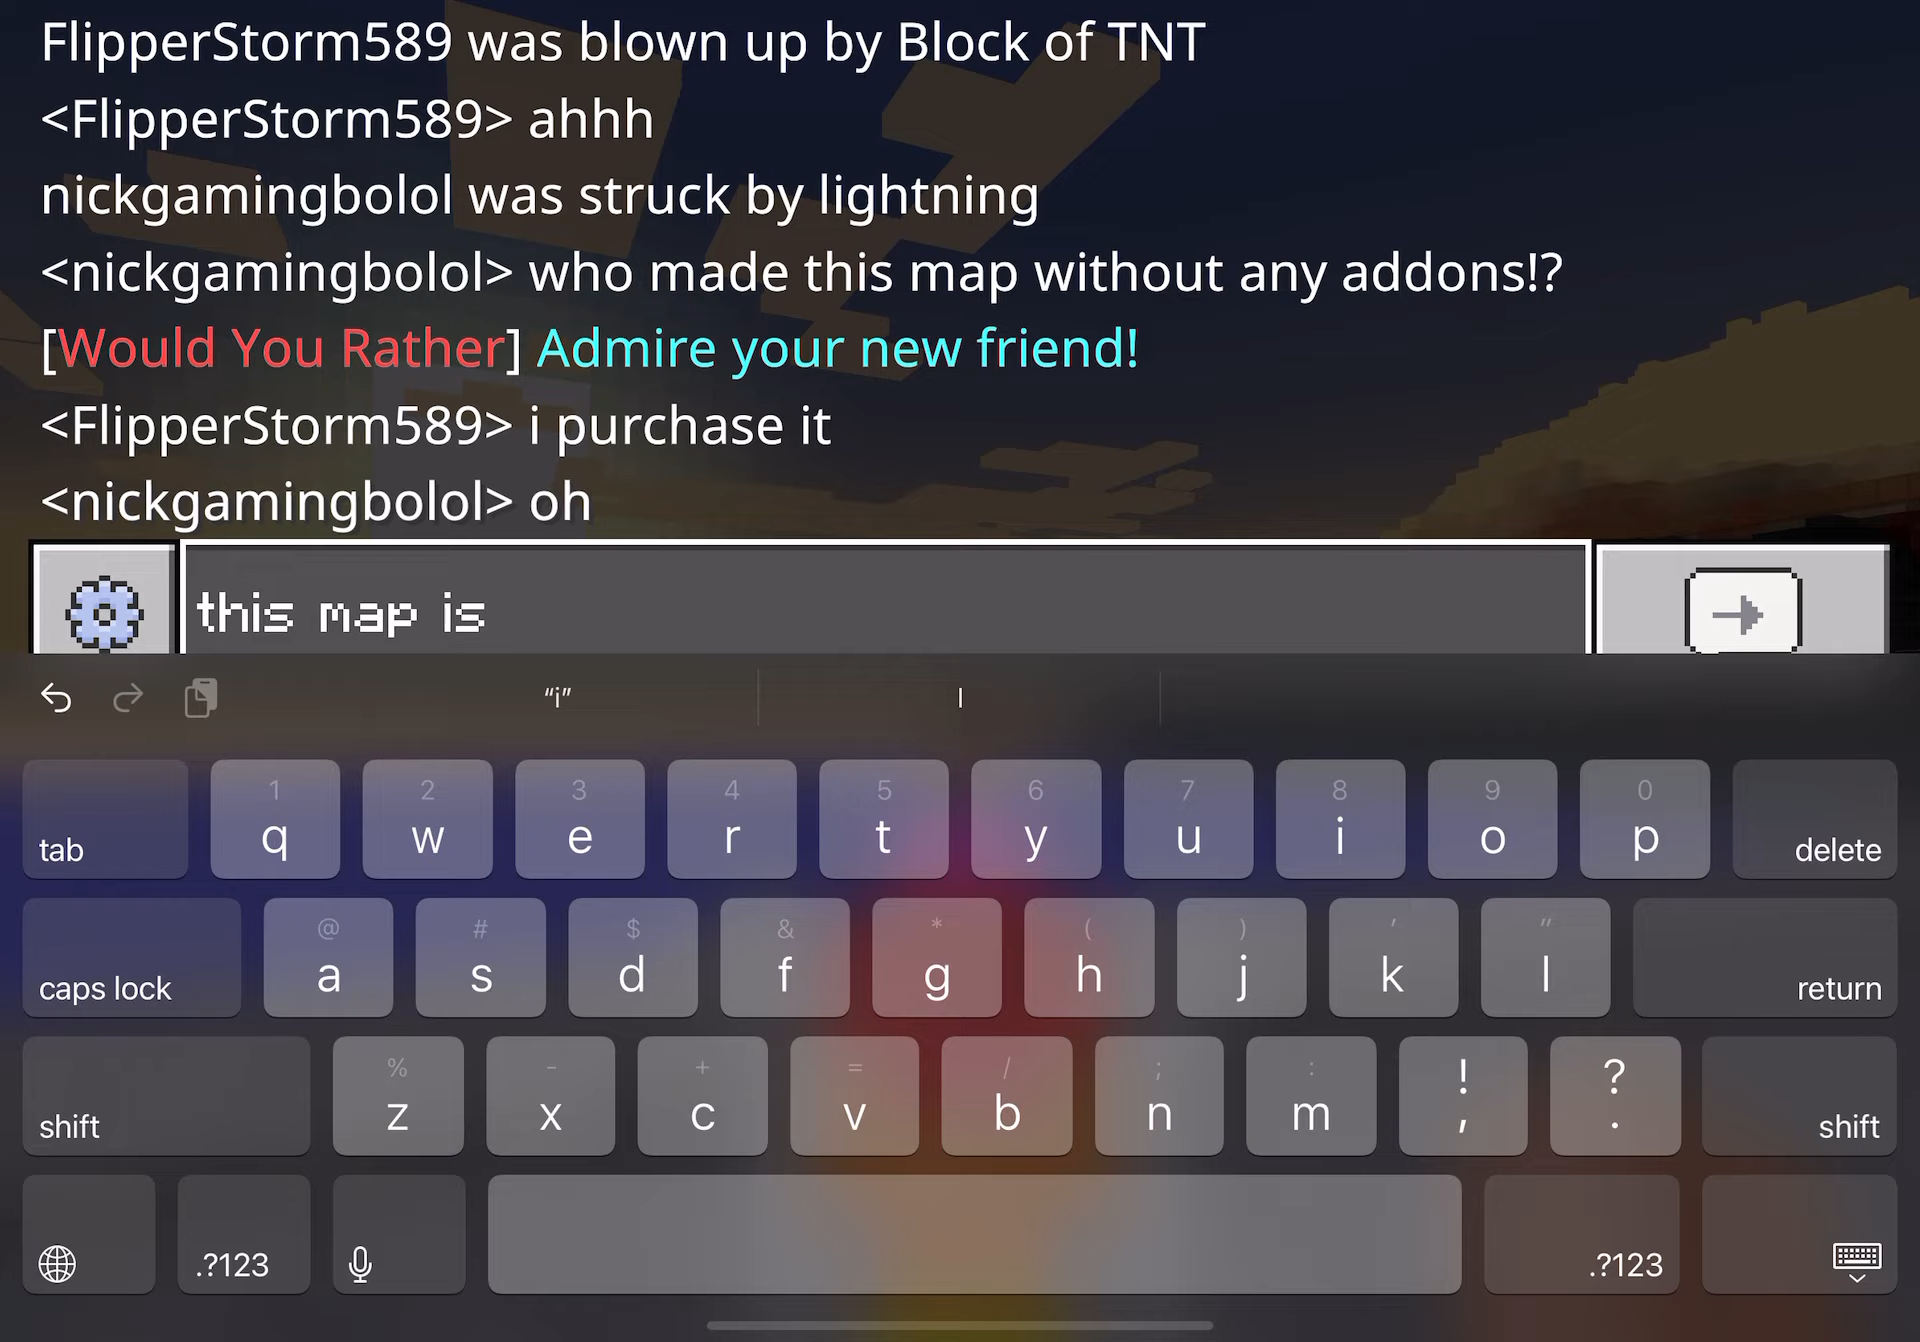 FlipperStorm589 was blown up by Block of TNT
<FlipperStorm589> ahhh
nickgamingbolol was struck by lightning
<nickgamingbolol> who made this map without any addons!?
[Would You Rather] Admire your new friend!
<FlipperStorm589> i purchase it
<nickgamingbolol> oh
this map is
“i” I
tab 1 q 2 w 3 e 4 r 5 t 6 y 7 u 8 i 9 o 0 p delete
caps lock @ a # s $ d & f * g ( h ) j ' k " l return
shift % z - x + c = v / b ; n : m ! , ? . shift
.?123 .?123